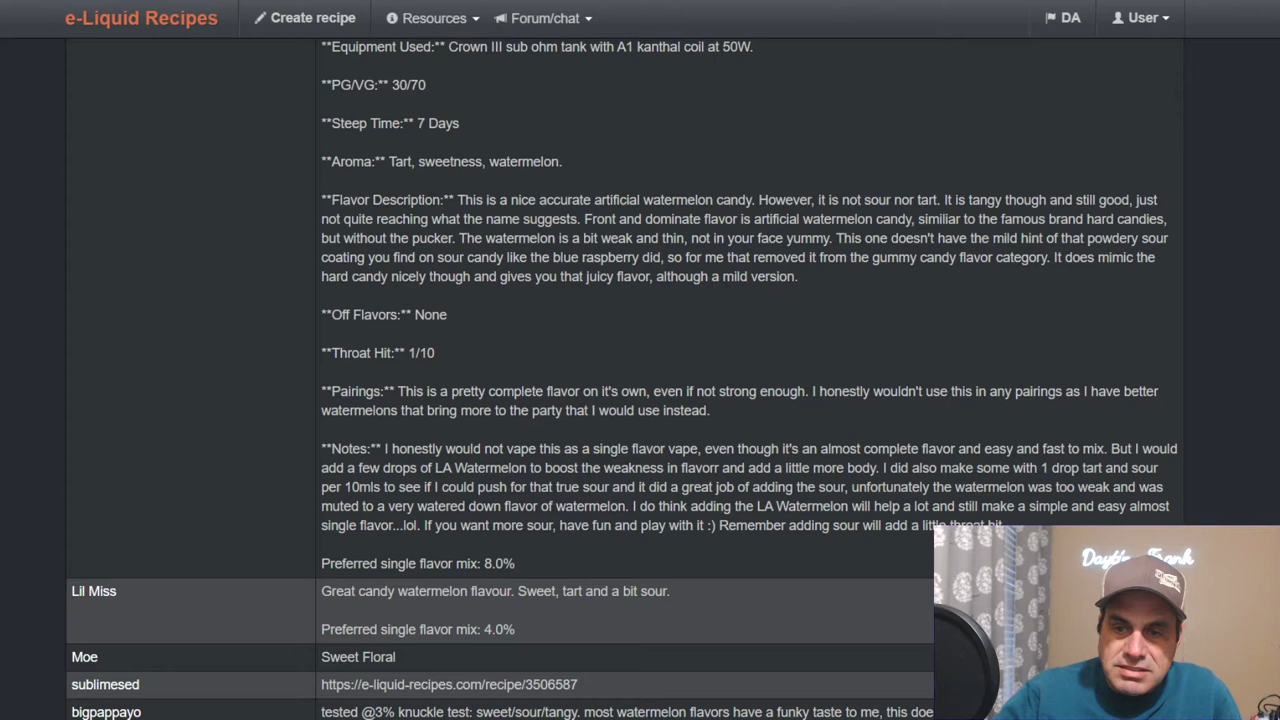 e-Liquid Recipes
Create recipe
Resources
Forum/chat
DA
User
**Equipment Used:** Crown III sub ohm tank with A1 kanthal coil at 50W.
**PG/VG:** 30/70
**Steep Time:** 7 Days
**Aroma:** Tart, sweetness, watermelon.
**Flavor Description:** This is a nice accurate artificial watermelon candy. However, it is not sour nor tart. It is tangy though and still good, just
not quite reaching what the name suggests. Front and dominate flavor is artificial watermelon candy, similiar to the famous brand hard candies,
but without the pucker. The watermelon is a bit weak and thin, not in your face yummy. This one doesn't have the mild hint of that powdery sour
coating you find on sour candy like the blue raspberry did, so for me that removed it from the gummy candy flavor category. It does mimic the
hard candy nicely though and gives you that juicy flavor, although a mild version.
**Off Flavors:** None
**Throat Hit:** 1/10
**Pairings:** This is a pretty complete flavor on it's own, even if not strong enough. I honestly wouldn't use this in any pairings as I have better
watermelons that bring more to the party that I would use instead.
**Notes:** I honestly would not vape this as a single flavor vape, even though it's an almost complete flavor and easy and fast to mix. But I would
add a few drops of LA Watermelon to boost the weakness in flavorr and add a little more body. I did also make some with 1 drop tart and sour
per 10mls to see if I could push for that true sour and it did a great job of adding the sour, unfortunately the watermelon was too weak and was
muted to a very watered down flavor of watermelon. I do think adding the LA Watermelon will help a lot and still make a simple and easy almost
single flavor...lol. If you want more sour, have fun and play with it :) Remember adding sour will add a little throat hit
Preferred single flavor mix: 8.0%
Lil Miss
Great candy watermelon flavour. Sweet, tart and a bit sour.
Preferred single flavor mix: 4.0%
Moe
Sweet Floral
sublimesed
https://e-liquid-recipes.com/recipe/3506587
bigpappayo
tested @3% knuckle test: sweet/sour/tangy. most watermelon flavors have a funky taste to me, this doe